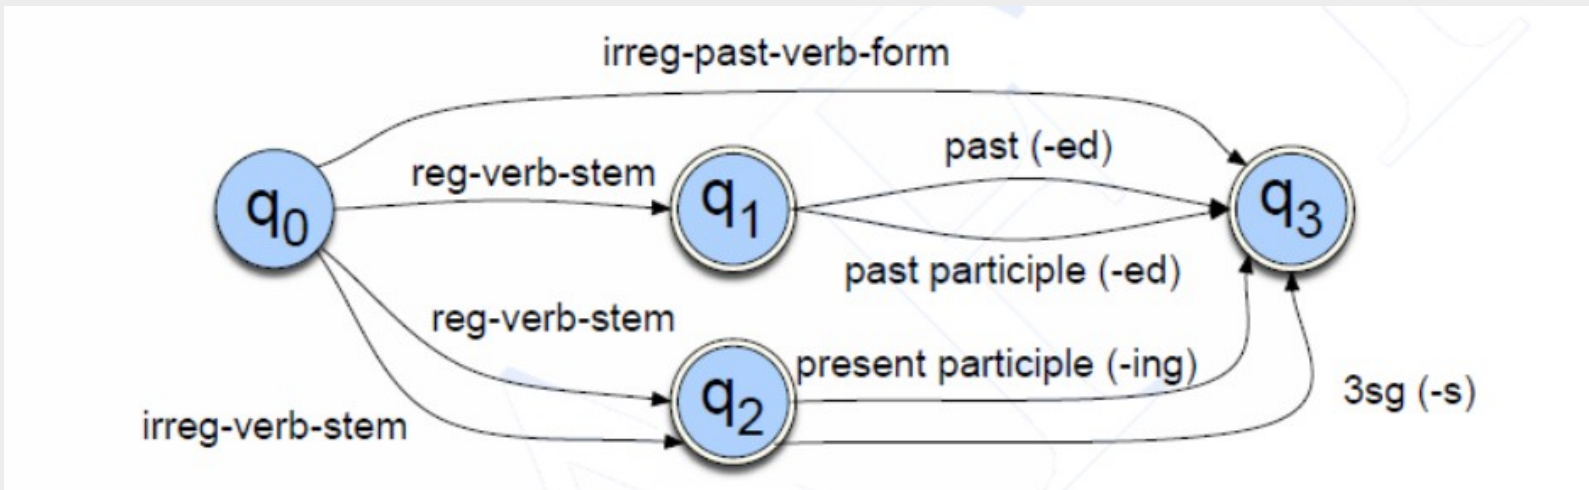 irreg-past-verb-form
past (-ed)
reg-verb-stem
q0
q1
q3
past participle (-ed)
reg-verb-stem
present participle (-ing)
3sg (-s)
q2
irreg-verb-stem